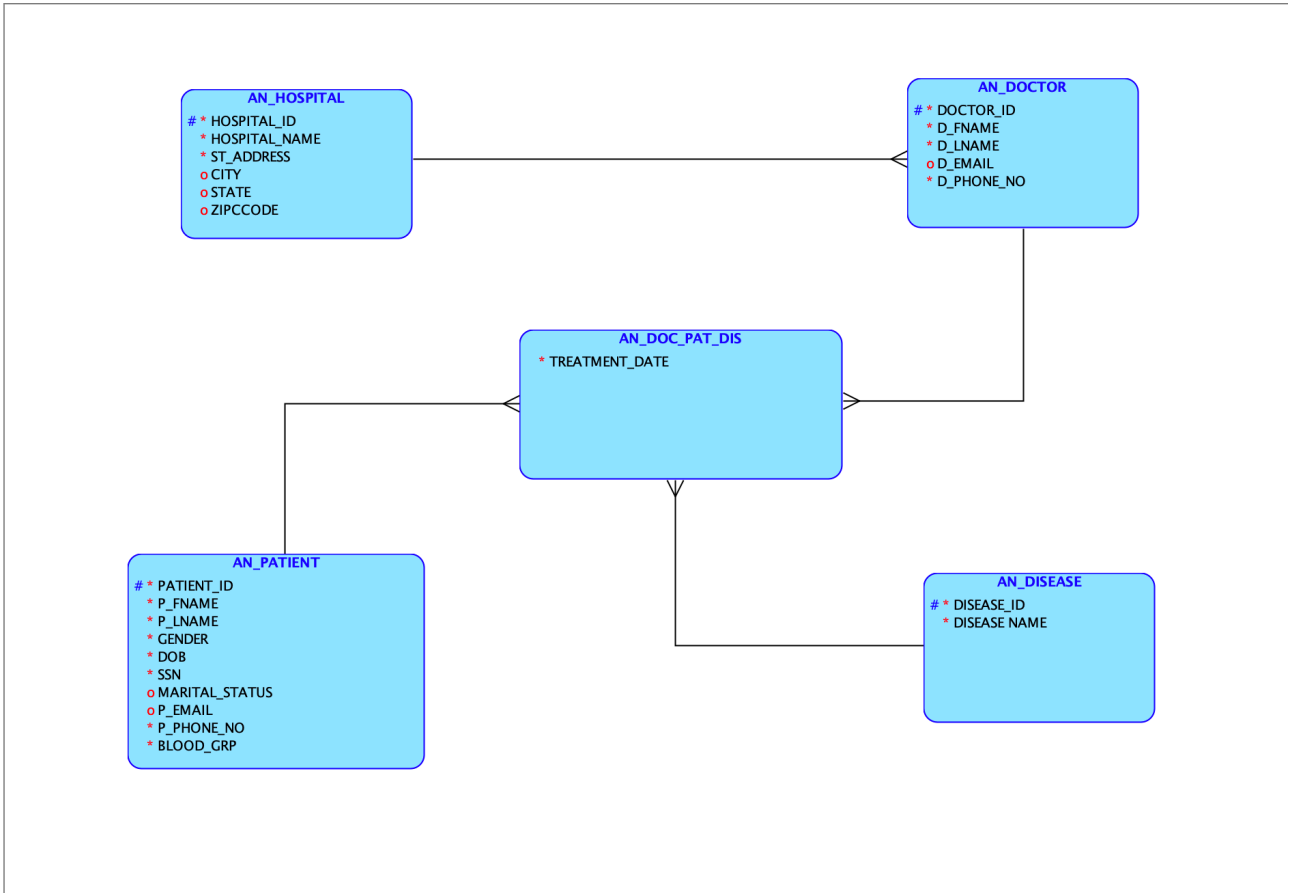 AN_HOSPITAL
# * HOSPITAL_ID
* HOSPITAL_NAME
* ST_ADDRESS
o CITY
o STATE
o ZIPCCODE
AN_DOCTOR
# * DOCTOR_ID
* D_FNAME
* D_LNAME
o D_EMAIL
* D_PHONE_NO
AN_DOC_PAT_DIS
* TREATMENT_DATE
AN_PATIENT
# * PATIENT_ID
* P_FNAME
* P_LNAME
* GENDER
* DOB
* SSN
o MARITAL_STATUS
o P_EMAIL
* P_PHONE_NO
* BLOOD_GRP
AN_DISEASE
# * DISEASE_ID
* DISEASE NAME